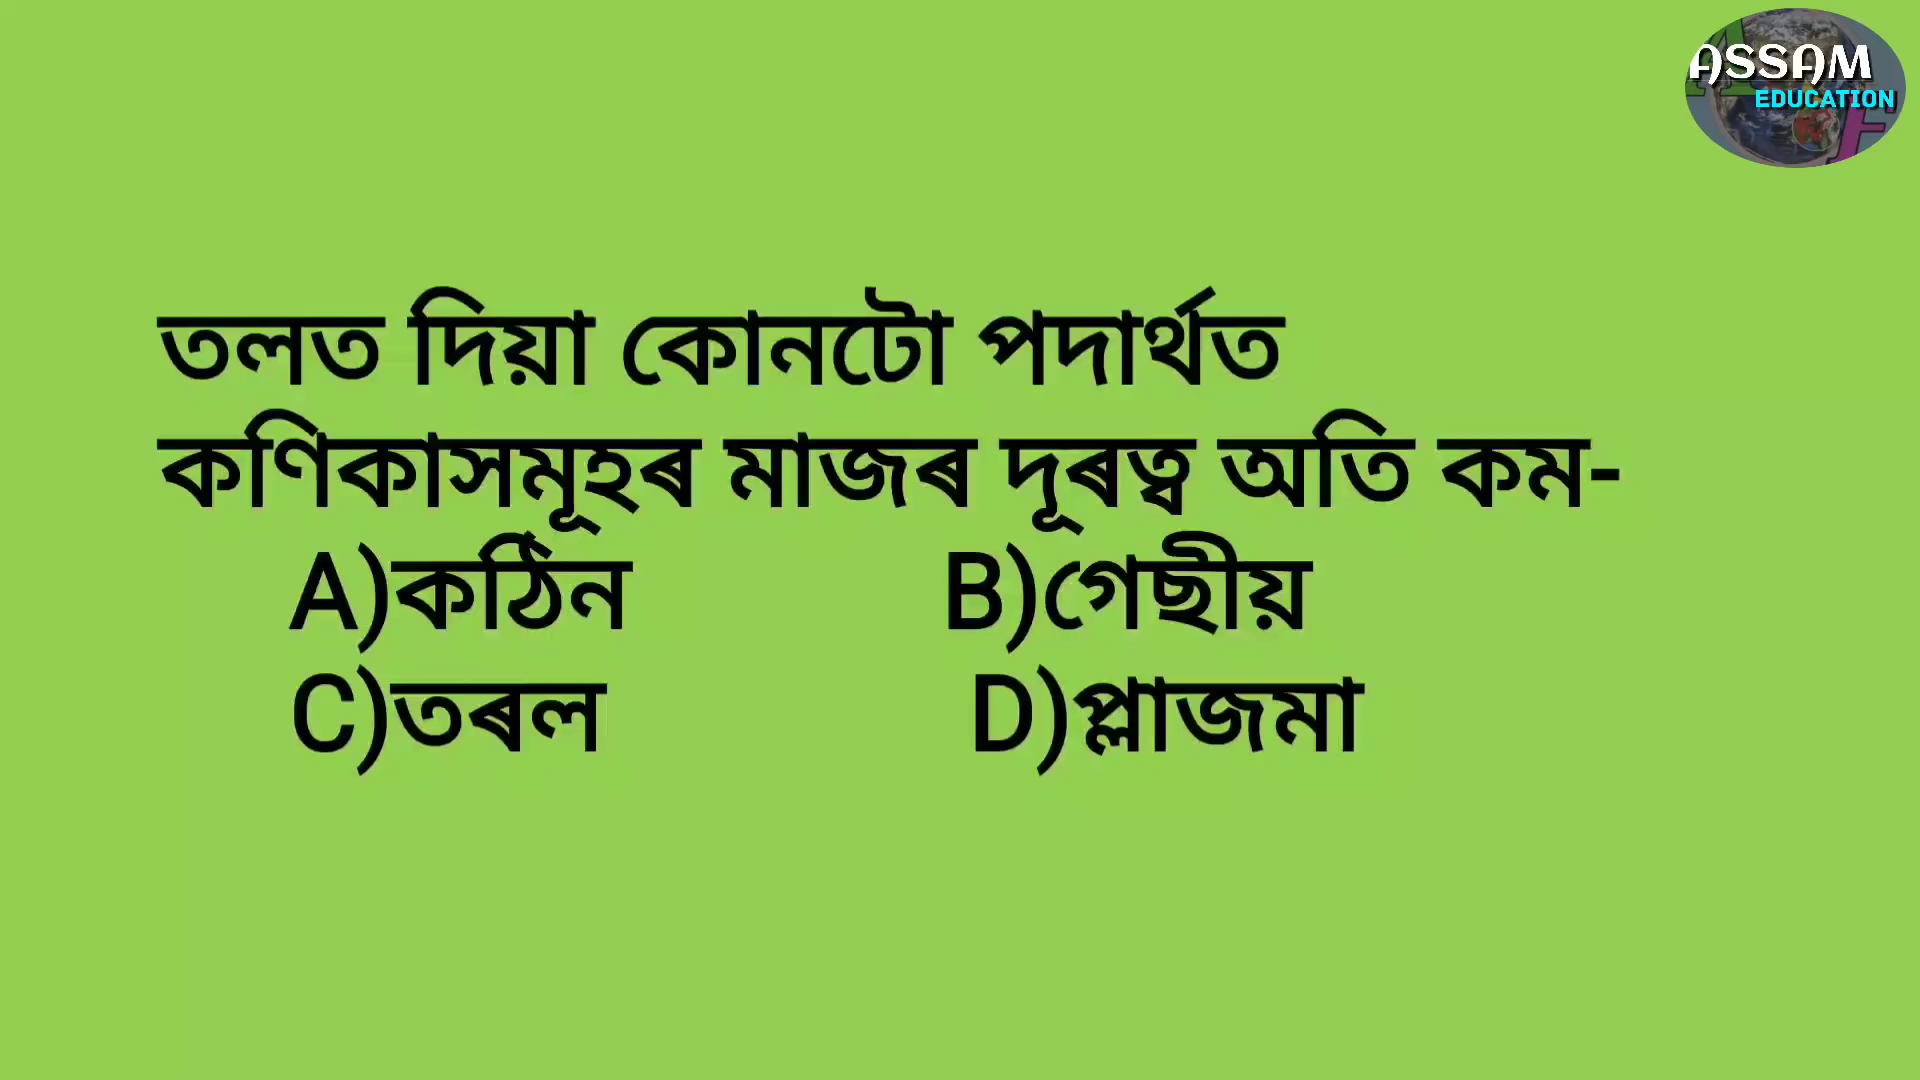 ASSAM
EDUCATION
তলত দিয়া কোনটো পদাৰ্থত
কণিকাসমূহৰ মাজৰ দূৰত্ব অতি কম-
A)কঠিন B)গেছীয়
C)তৰল D)প্লাজমা